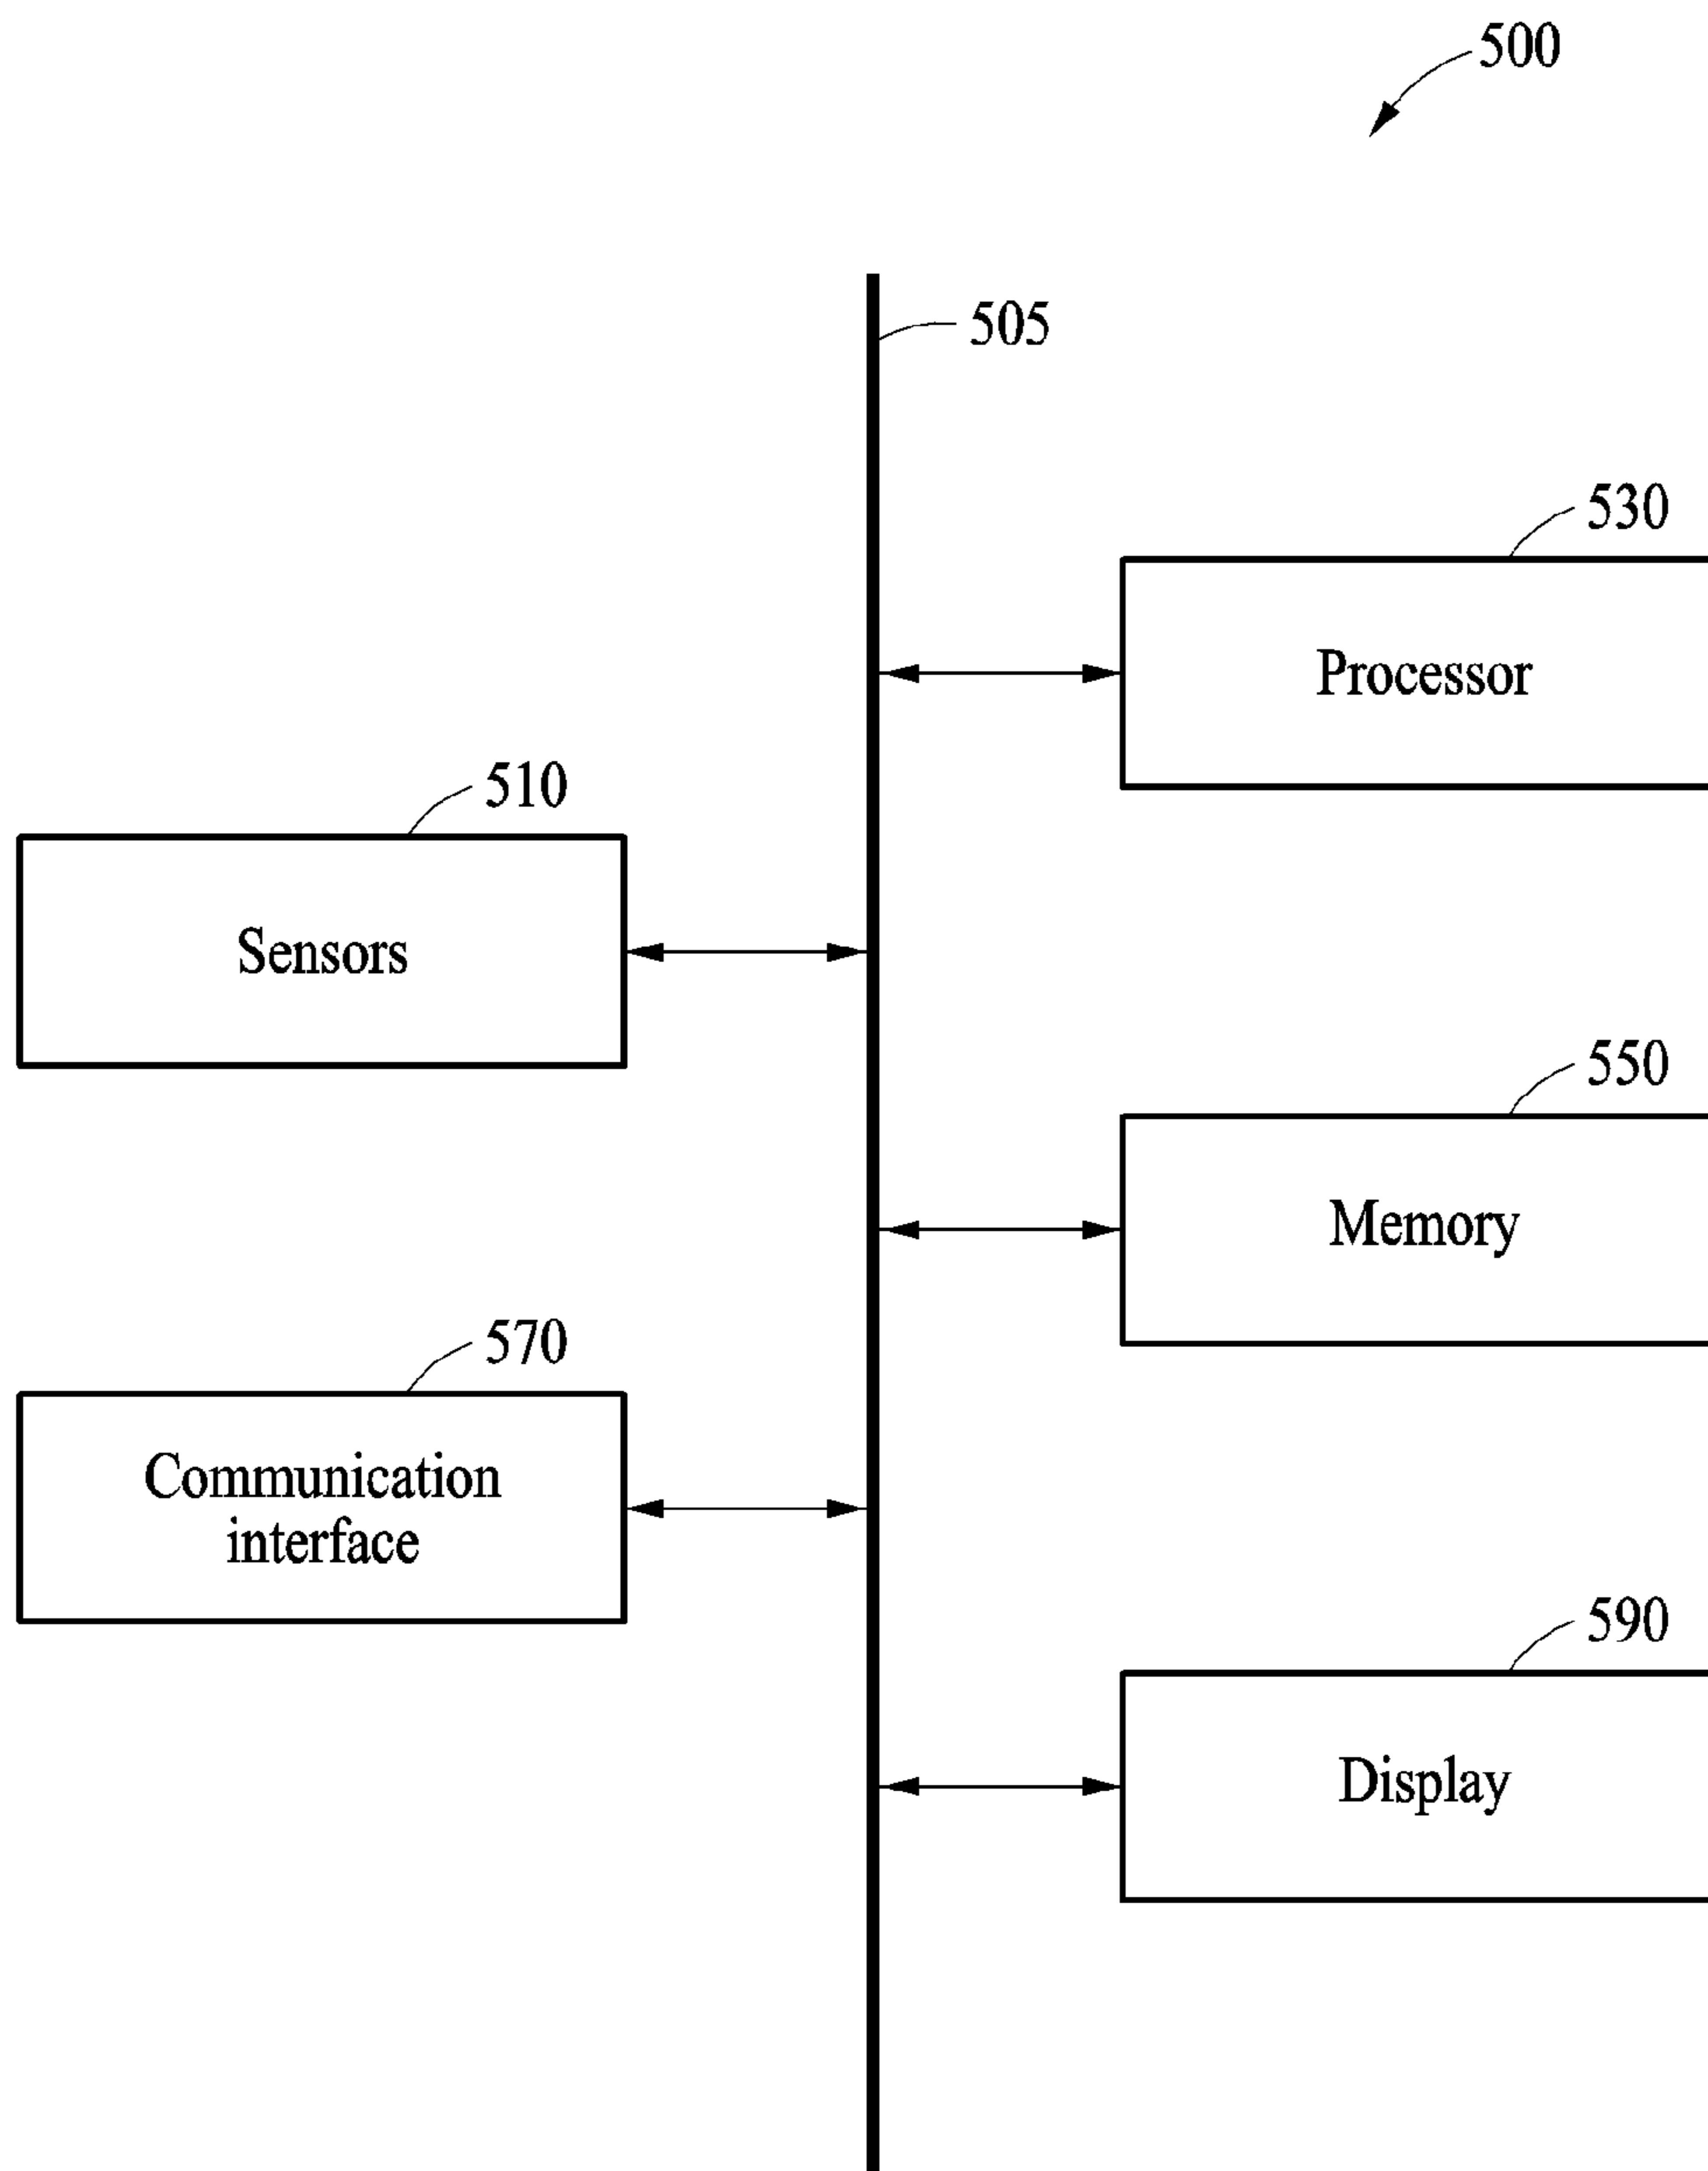 500
505
530
Processor
510
Sensors
550
Memory
570
Communication
interface
590
Display